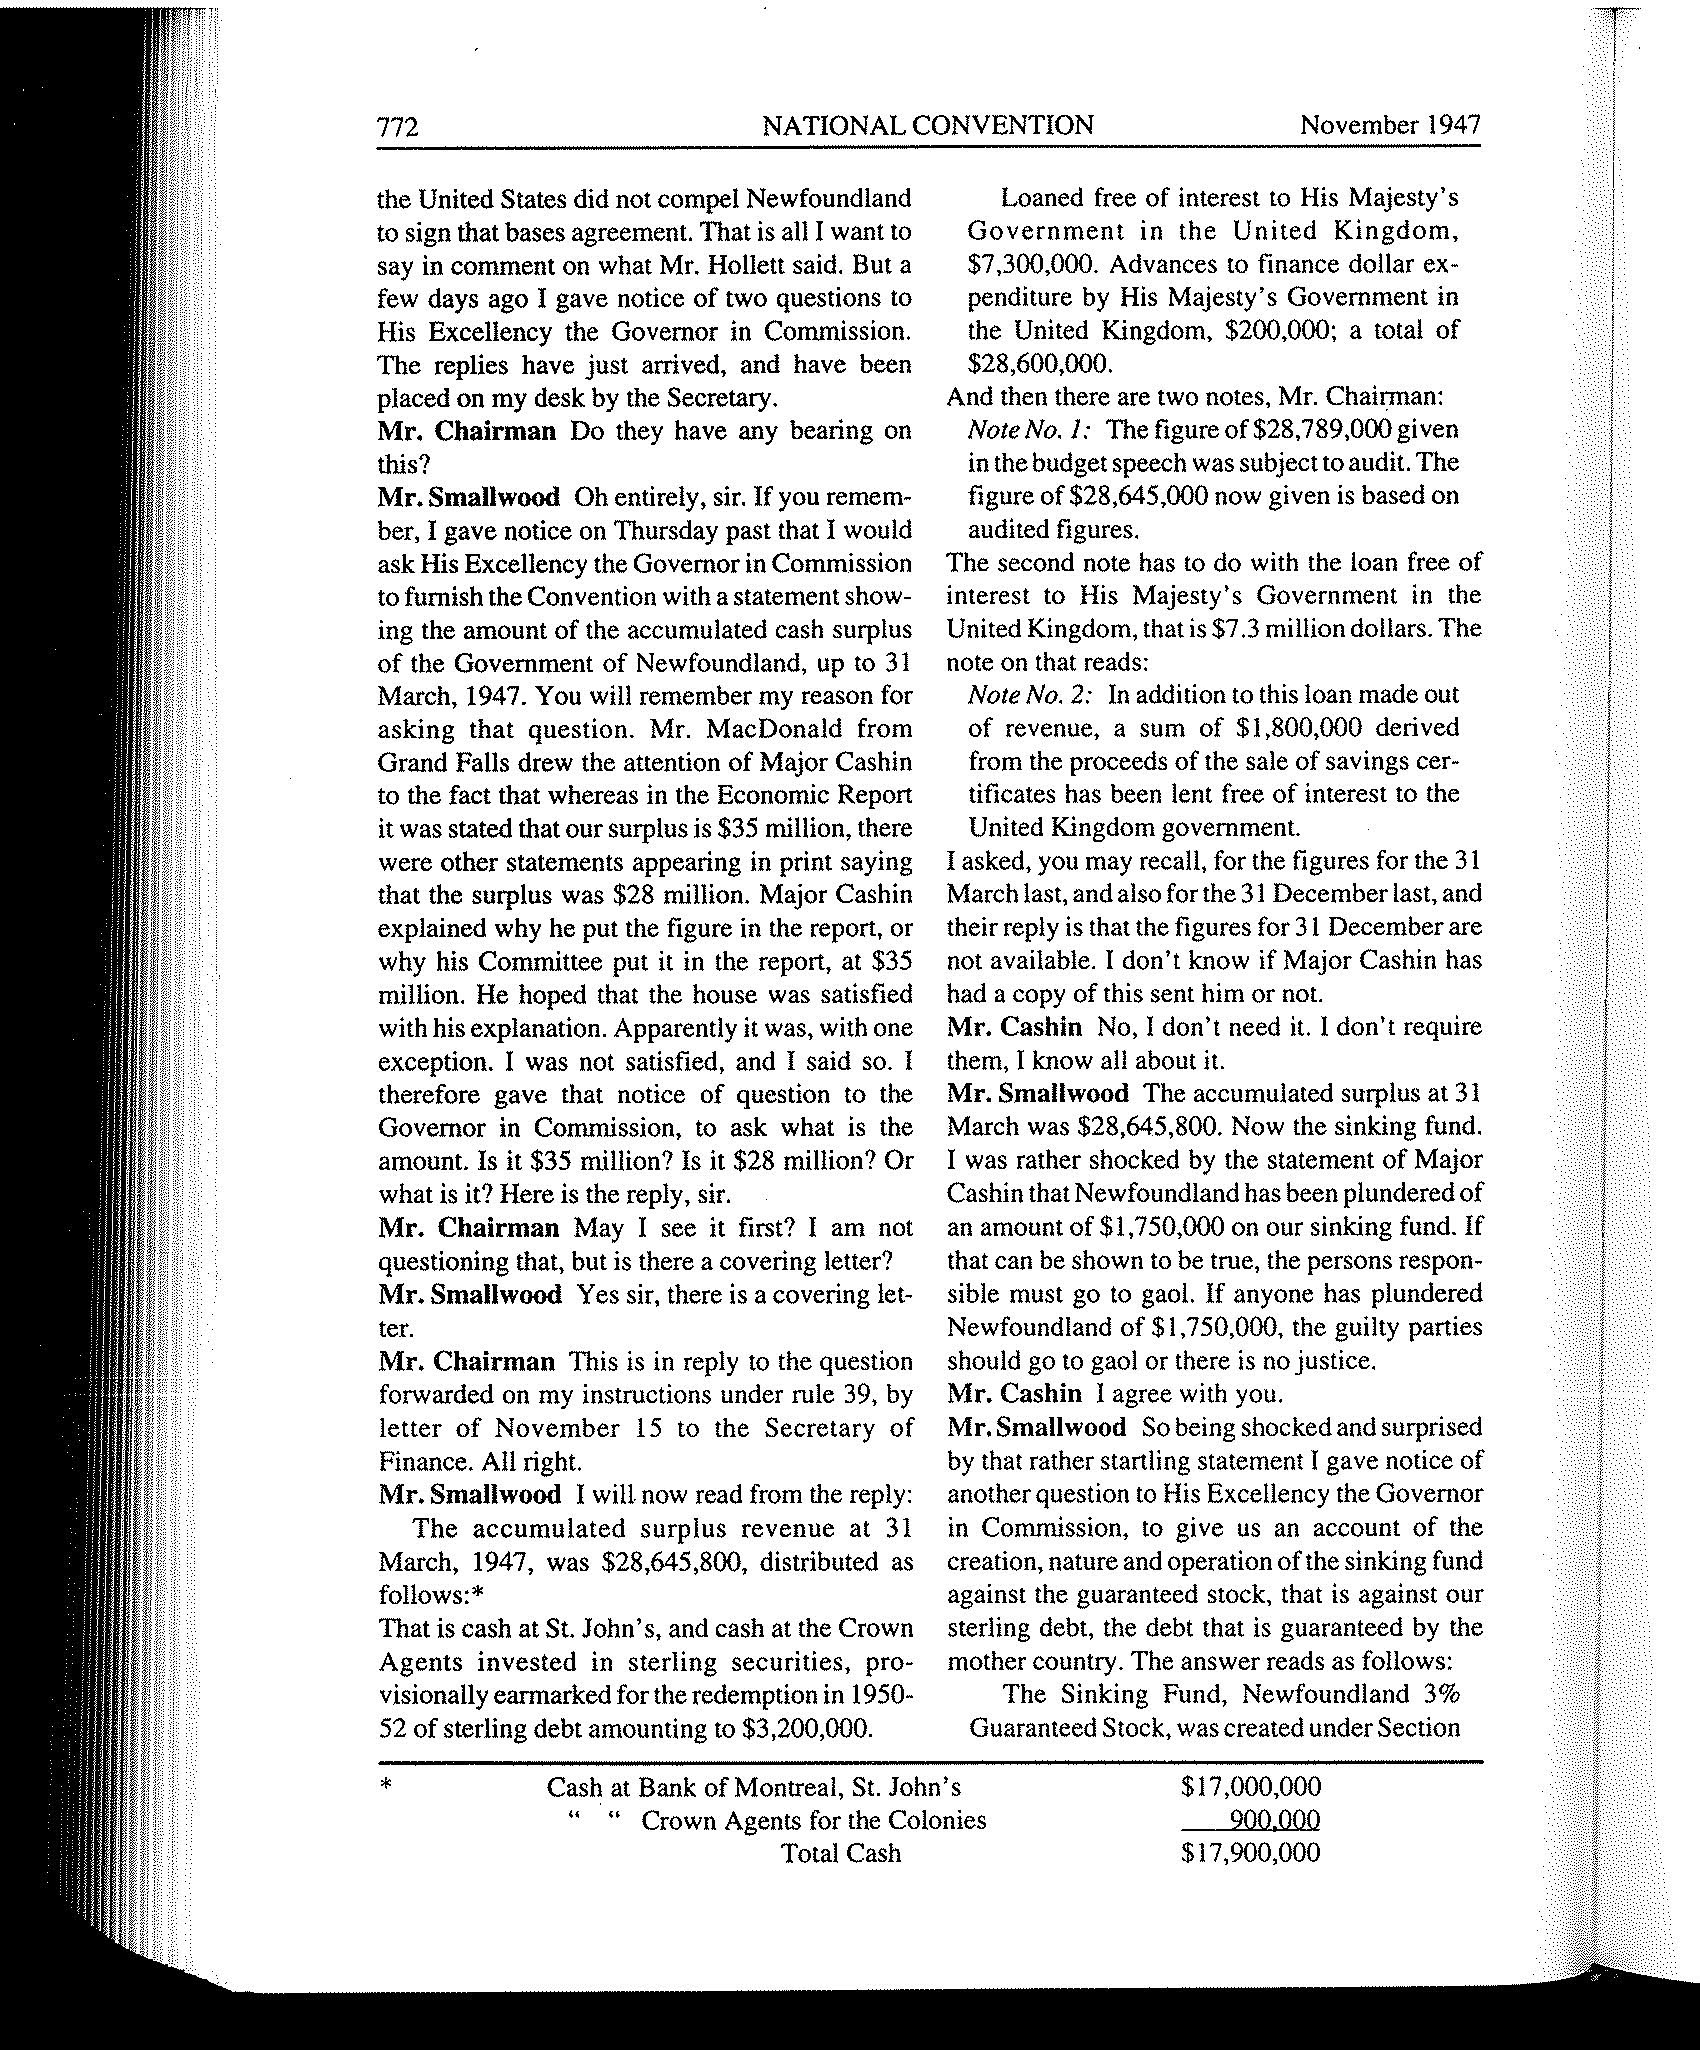 772 NATIONAL CONVENTION November 1947
the United States did not compel Newfoundland
to sign that bases agreement. That is all I want to
say in comment on what Mr. Hollett said. But a
few days ago I gave notice of two questions to
His Excellency the Governor in Commission.
The replies have just arrived, and have been
placed on my desk by the Secretary.
Mr. Chairman Do they have any bearing on
this?
Mr. Smallwood Oh entirely, sir. If you remem-
ber, I gave notice on Thursday past that I would
ask His Excellency the Governor in Commission
to furnish the Convention with a statement show-
ing the amount of the accumulated cash surplus
of the Government of Newfoundland, up to 31
March, 1947. You will remember my reason for
asking that question. Mr. MacDonald from
Grand Falls drew the attention of Major Cashin
to the fact that whereas in the Economic Report
it was stated that our surplus is $35 million, there
were other statements appearing in print saying
that the surplus was $28 million. Major Cashin
explained why he put the figure in the report, or
why his Committee put it in the report, at $35
million. He hoped that the house was satisfied
with his explanation. Apparently it was, with one
exception. I was not satisfied, and I said so. I
therefore gave that notice of question to the
Governor in Commission, to ask what is the
amount. Is it $35 million? Is it $28 million? Or
what is it? Here is the reply, sir.
Mr. Chairman May I see it first? I am not
questioning that, but is there a covering letter?
Mr. Smallwood Yes sir, there is a covering let-
ter.
Mr. Chairman This is in reply to the question
forwarded on my instructions under rule 39, by
letter of November 15 to the Secretary of
Finance. All right.
Mr. Smallwood I will now read from the reply:
The accumulated surplus revenue at 31
March, 1947, was $28,645,800, distributed as
follows:*
That is cash at St. John's, and cash at the Crown
Agents invested in sterling securities, pro-
visionally earmarked for the redemption in 1950-
52 of sterling debt amounting to $3,200,000.
Loaned free of interest to His Majesty's
Government in the United Kingdom,
$7,300,000. Advances to finance dollar ex-
penditure by His Majesty's Government in
the United Kingdom, $200,000; a total of
$28,600,000.
And then there are two notes, Mr. Chairman:
Note No. 1: The figure of $28,789,000 given
in the budget speech was subject to audit. The
figure of $28,645,000 now given is based on
audited figures.
The second note has to do with the loan free of
interest to His Majesty's Government in the
United Kingdom, that is $7.3 million dollars. The
note on that reads:
Note No. 2: In addition to this loan made out
of revenue, a sum of $1,800,000 derived
from the proceeds of the sale of savings cer-
tificates has been lent free of interest to the
United Kingdom government.
I asked, you may recall, for the figures for the 31
March last, and also for the 31 December last, and
their reply is that the figures for 31 December are
not available. I don't know if Major Cashin has
had a copy of this sent him or not.
Mr. Cashin No, I don't need it. I don't require
them, I know all about it.
Mr. Smallwood The accumulated surplus at 31
March was $28,645,800. Now the sinking fund.
I was rather shocked by the statement of Major
Cashin that Newfoundland has been plundered of
an amount of $1,750,000 on our sinking fund. If
that can be shown to be true, the persons respon-
sible must go to gaol. If anyone has plundered
Newfoundland of $1,750,000, the guilty parties
should go to gaol or there is no justice.
Mr. Cashin I agree with you.
Mr. Smallwood So being shocked and surprised
by that rather startling statement I gave notice of
another question to His Excellency the Governor
in Commission, to give us an account of the
creation, nature and operation of the sinking fund
against the guaranteed stock, that is against our
sterling debt, the debt that is guaranteed by the
mother country. The answer reads as follows:
The Sinking Fund, Newfoundland 3%
Guaranteed Stock, was created under Section
* Cash at Bank of Montreal, St. John's $17,000,000
“ “ Crown Agents for the Colonies 900,000
Total Cash $17,900,000